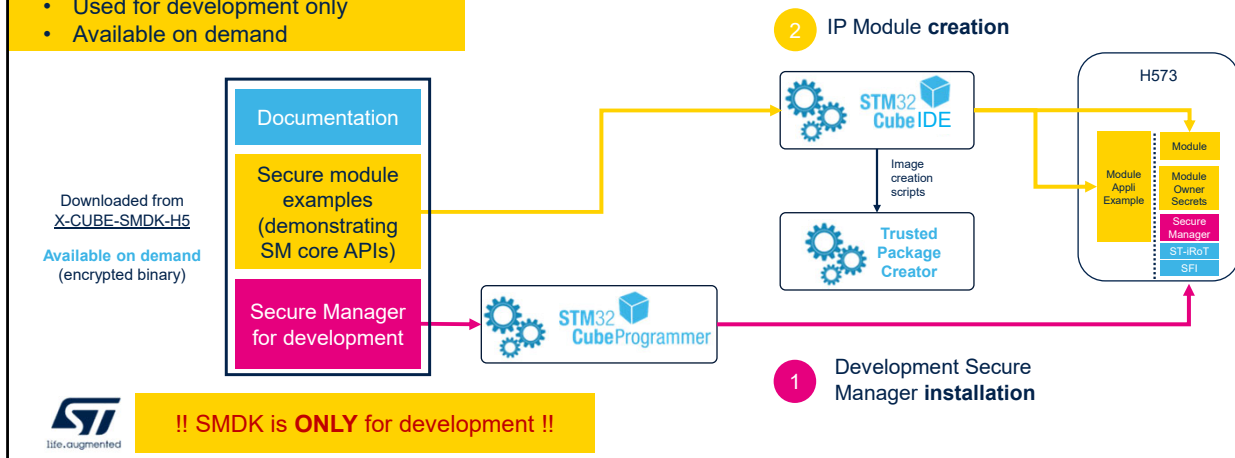 • Used for development only
• Available on demand
2
IP Module creation
Documentation
Secure module
examples
(demonstrating
SM core APIs)
Secure Manager
for development
Downloaded from
X-CUBE-SMDK-H5
Available on demand
(encrypted binary)
STM32
CubeIDE
Image
creation
scripts
Trusted
Package
Creator
STM32
CubeProgrammer
H573
Module
Appli
Example
Module
Module
Owner
Secrets
Secure
Manager
ST-iRoT
SFI
1
Development Secure
Manager installation
ST
life.augmented
!! SMDK is ONLY for development !!